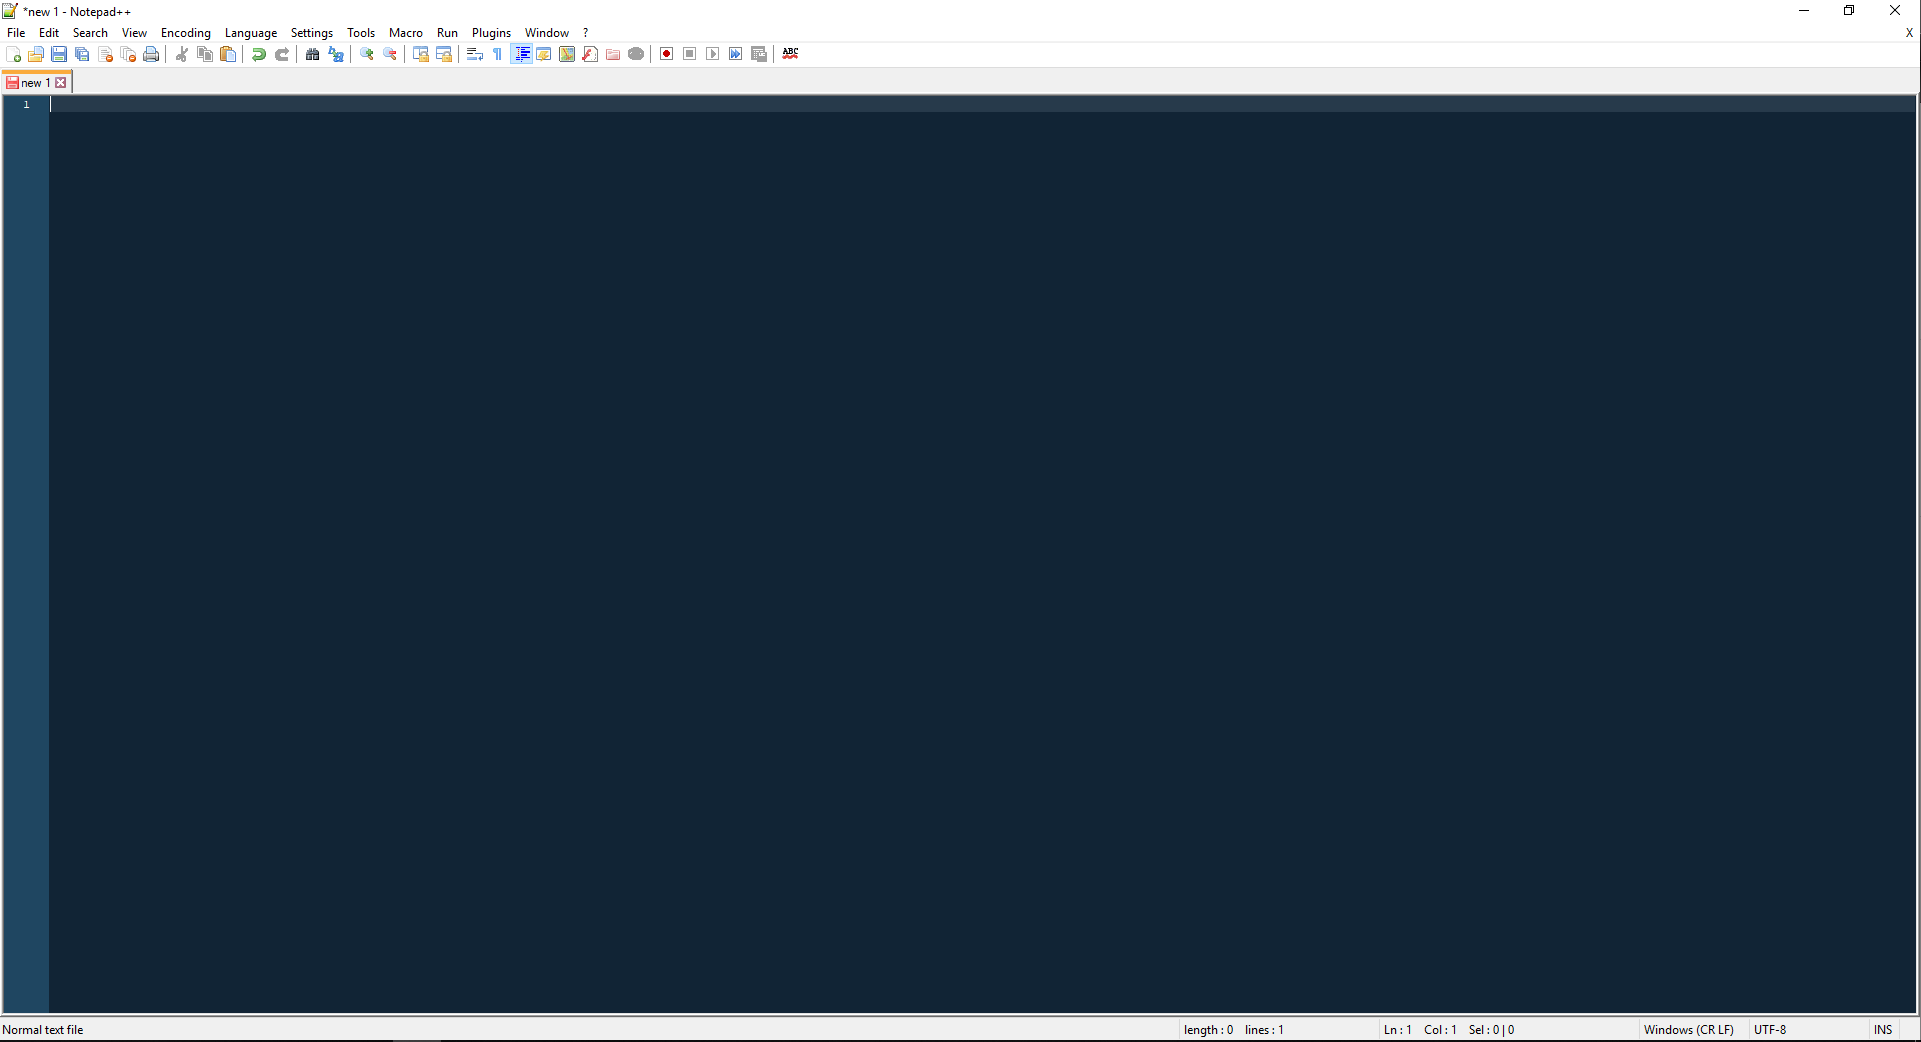 *new 1 - Notepad++
File Edit Search View Encoding Language Settings Tools Macro Run Plugins Window ? X
ABC
new 1
1
Normal text file length : 0 lines : 1 Ln : 1 Col : 1 Sel : 0 | 0 Windows (CR LF) UTF-8 INS